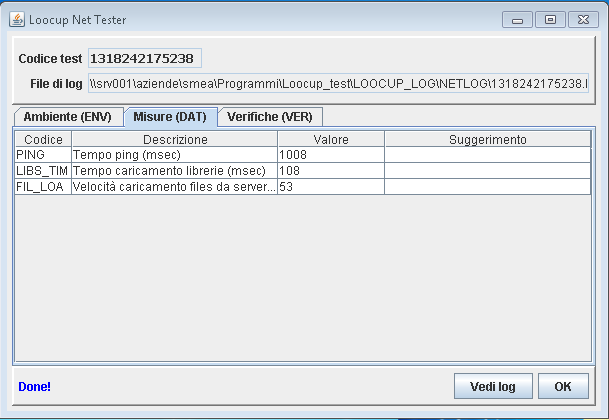 Loocup Net Tester
Codice test 1318242175238
File di log \\srv001\aziende\smea\Programmi\Loocup_test\LOOCUP_LOG\NETLOG\1318242175238.l
Ambiente (ENV) Misure (DAT) Verifiche (VER)
Codice Descrizione Valore Suggerimento
PING Tempo ping (msec) 1008
LIBS_TIM Tempo caricamento librerie (msec) 108
FIL_LOA Velocità caricamento files da server... 53
Done! Vedi log OK